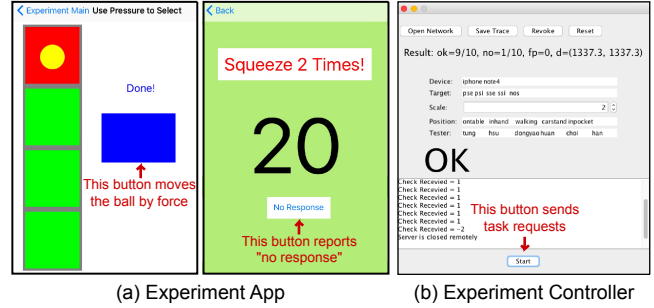 Experiment Main Use Pressure to Select
Done!
This button moves
the ball by force
Back
Squeeze 2 Times!
20
No Response
This button reports
"no response"
Open Network Save Trace Revoke Reset
Result: ok=9/10, no=1/10, fp=0, d=(1337.3, 1337.3)
Device: iphone note4
Target: pse psi sse ssi nos
Scale: 2
Position: ontable inhand walking carstand inpocket
Tester: tung hsu dongyao huan choi han
OK
Check Recevied = 1
Check Recevied = 1
Check Recevied = 1
Check Recevied = 1
Check Recevied = 1
Check Recevied = 1
Check Recevied = -2
Server is closed remotely
This button sends
task requests
Start
(a) Experiment App
(b) Experiment Controller